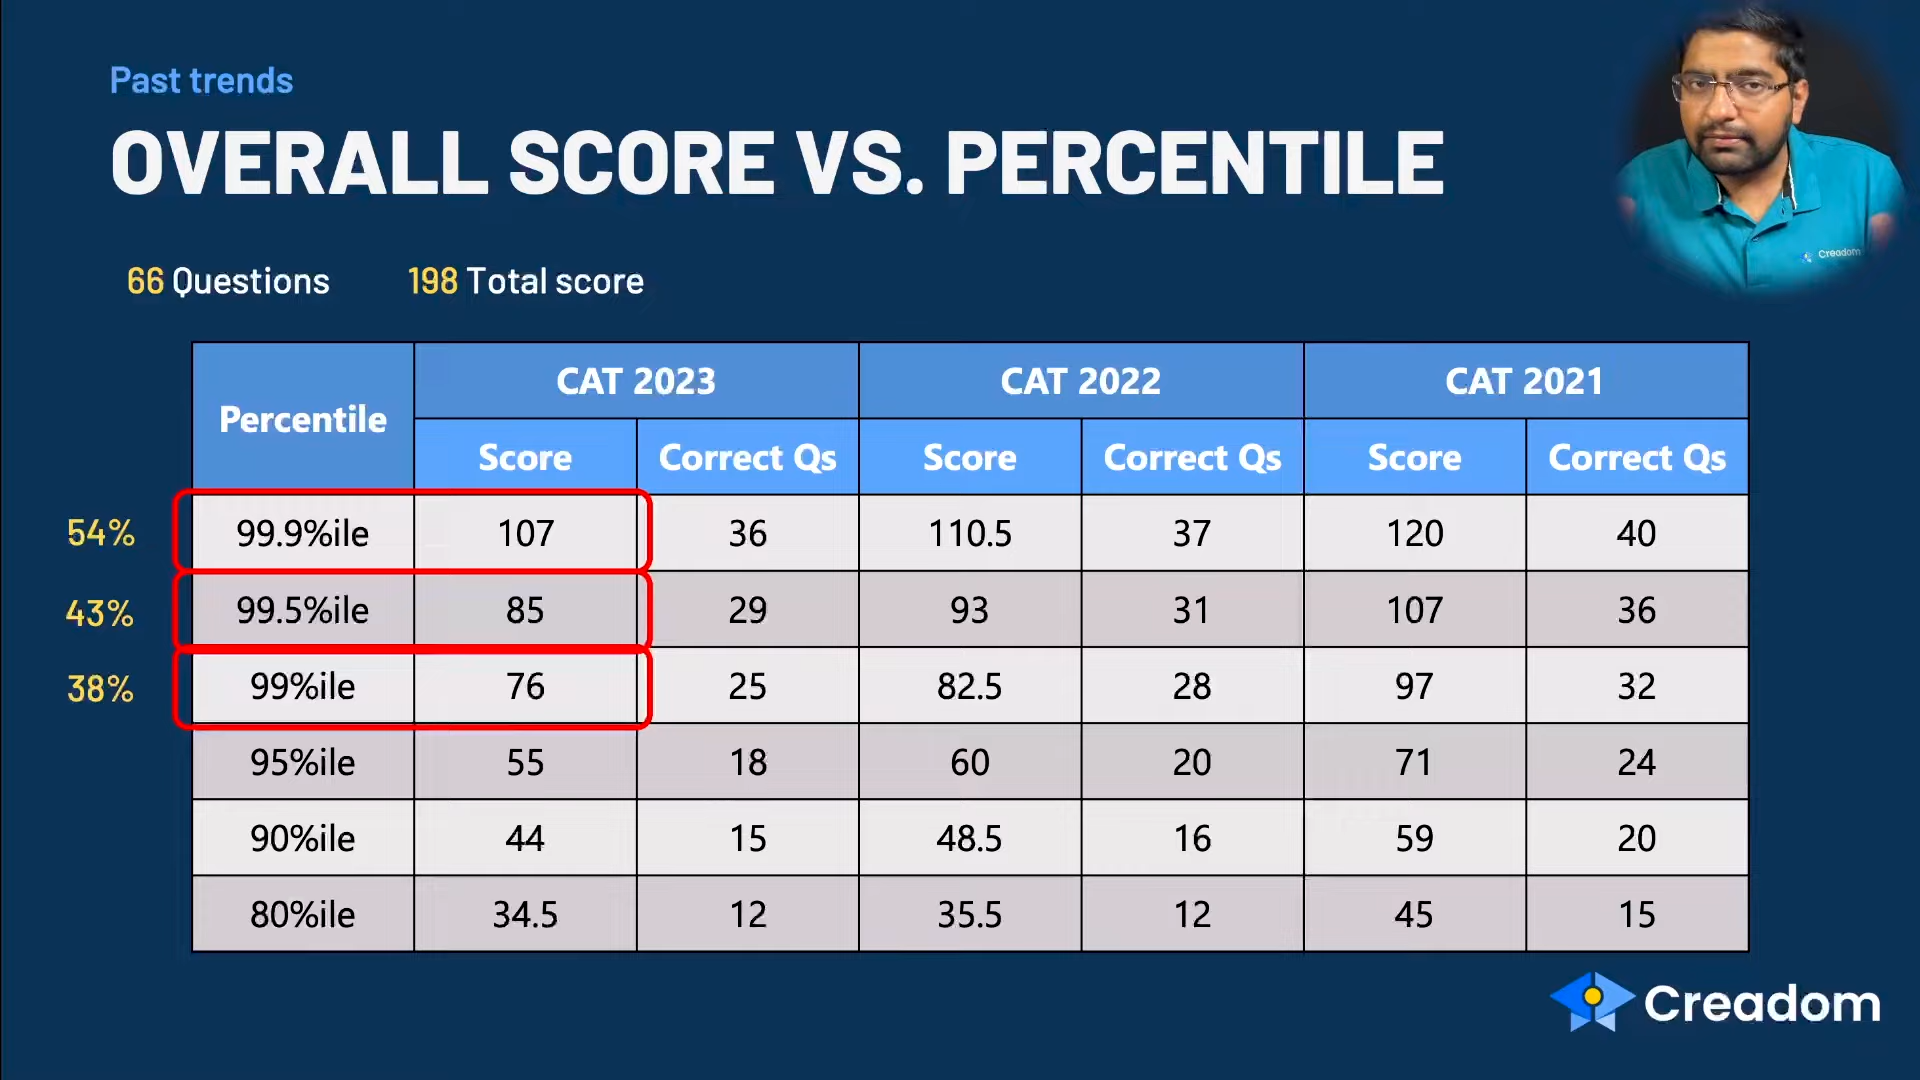 Past trends
OVERALL SCORE VS. PERCENTILE
66 Questions 198 Total score
Percentile CAT 2023 CAT 2022 CAT 2021
Score Correct Qs Score Correct Qs Score Correct Qs
54% 99.9%ile 107 36 110.5 37 120 40
43% 99.5%ile 85 29 93 31 107 36
38% 99%ile 76 25 82.5 28 97 32
95%ile 55 18 60 20 71 24
90%ile 44 15 48.5 16 59 20
80%ile 34.5 12 35.5 12 45 15
Creadom
Creadom